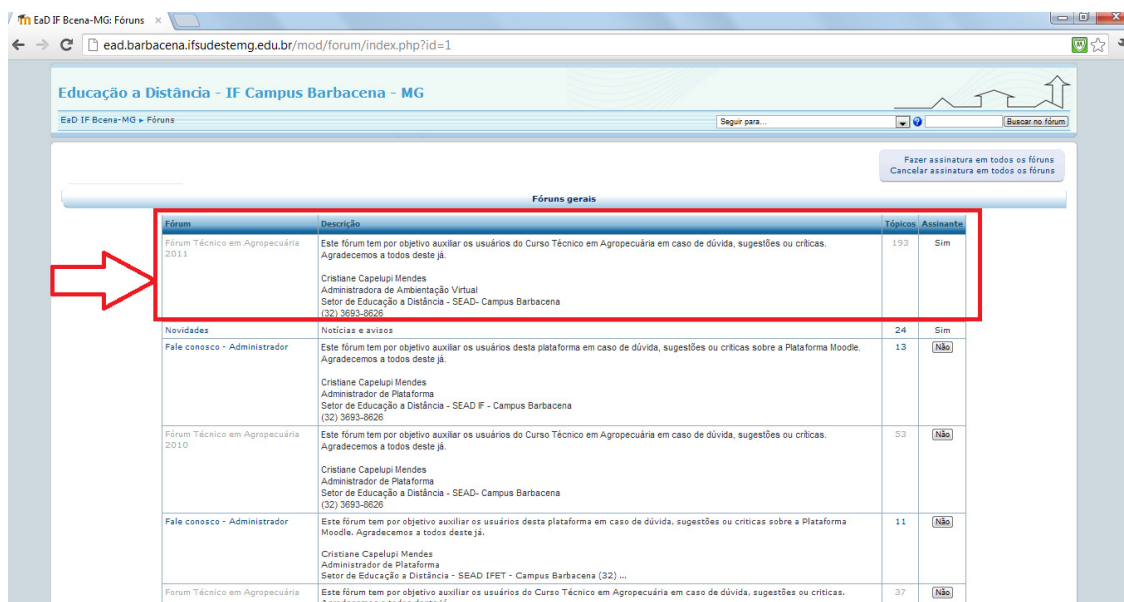 EaD IF Bcena-MG: Fóruns
ead.barbacena.ifsudestemg.edu.br/mod/forum/index.php?id=1
Educação a Distância - IF Campus Barbacena - MG
EaD IF Bcena-MG ► Fóruns
Seguir para...
Buscar no fórum
Fazer assinatura em todos os fóruns
Cancelar assinatura em todos os fóruns
Fóruns gerais
Fórum Descrição Tópicos Assinante
Fórum Técnico em Agropecuária Este fórum tem por objetivo auxiliar os usuários do Curso Técnico em Agropecuária em caso de dúvida, sugestões ou críticas. 193 Sim
2011 Agradecemos a todos deste já.
Cristiane Capelupi Mendes
Administradora de Ambientação Virtual
Setor de Educação a Distância - SEAD- Campus Barbacena
(32) 3693-8626
Novidades Notícias e avisos 24 Sim
Fale conosco - Administrador Este fórum tem por objetivo auxiliar os usuários desta plataforma em caso de dúvida, sugestões ou críticas sobre a Plataforma Moodle. 13 Não
Agradecemos a todos deste já.
Cristiane Capelupi Mendes
Administrador de Plataforma
Setor de Educação a Distância - SEAD IF - Campus Barbacena
(32) 3693-8626
Fórum Técnico em Agropecuária Este fórum tem por objetivo auxiliar os usuários do Curso Técnico em Agropecuária em caso de dúvida, sugestões ou críticas. 53 Não
2010 Agradecemos a todos deste já.
Cristiane Capelupi Mendes
Administrador de Plataforma
Setor de Educação a Distância - SEAD- Campus Barbacena
(32) 3693-8626
Fale conosco - Administrador Este fórum tem por objetivo auxiliar os usuários desta plataforma em caso de dúvida, sugestões ou criticas sobre a Plataforma 11 Não
Moodle. Agradecemos a todos deste já.
Cristiane Capelupi Mendes
Administrador de Plataforma
Setor de Educação a Distância - SEAD IFET - Campus Barbacena (32) ...
Forum Técnico em Agropecuária Este fórum tem por objetivo auxiliar os usuários do Curso Técnico em Agropecuária em caso de dúvida, sugestões ou críticas. 37 Não